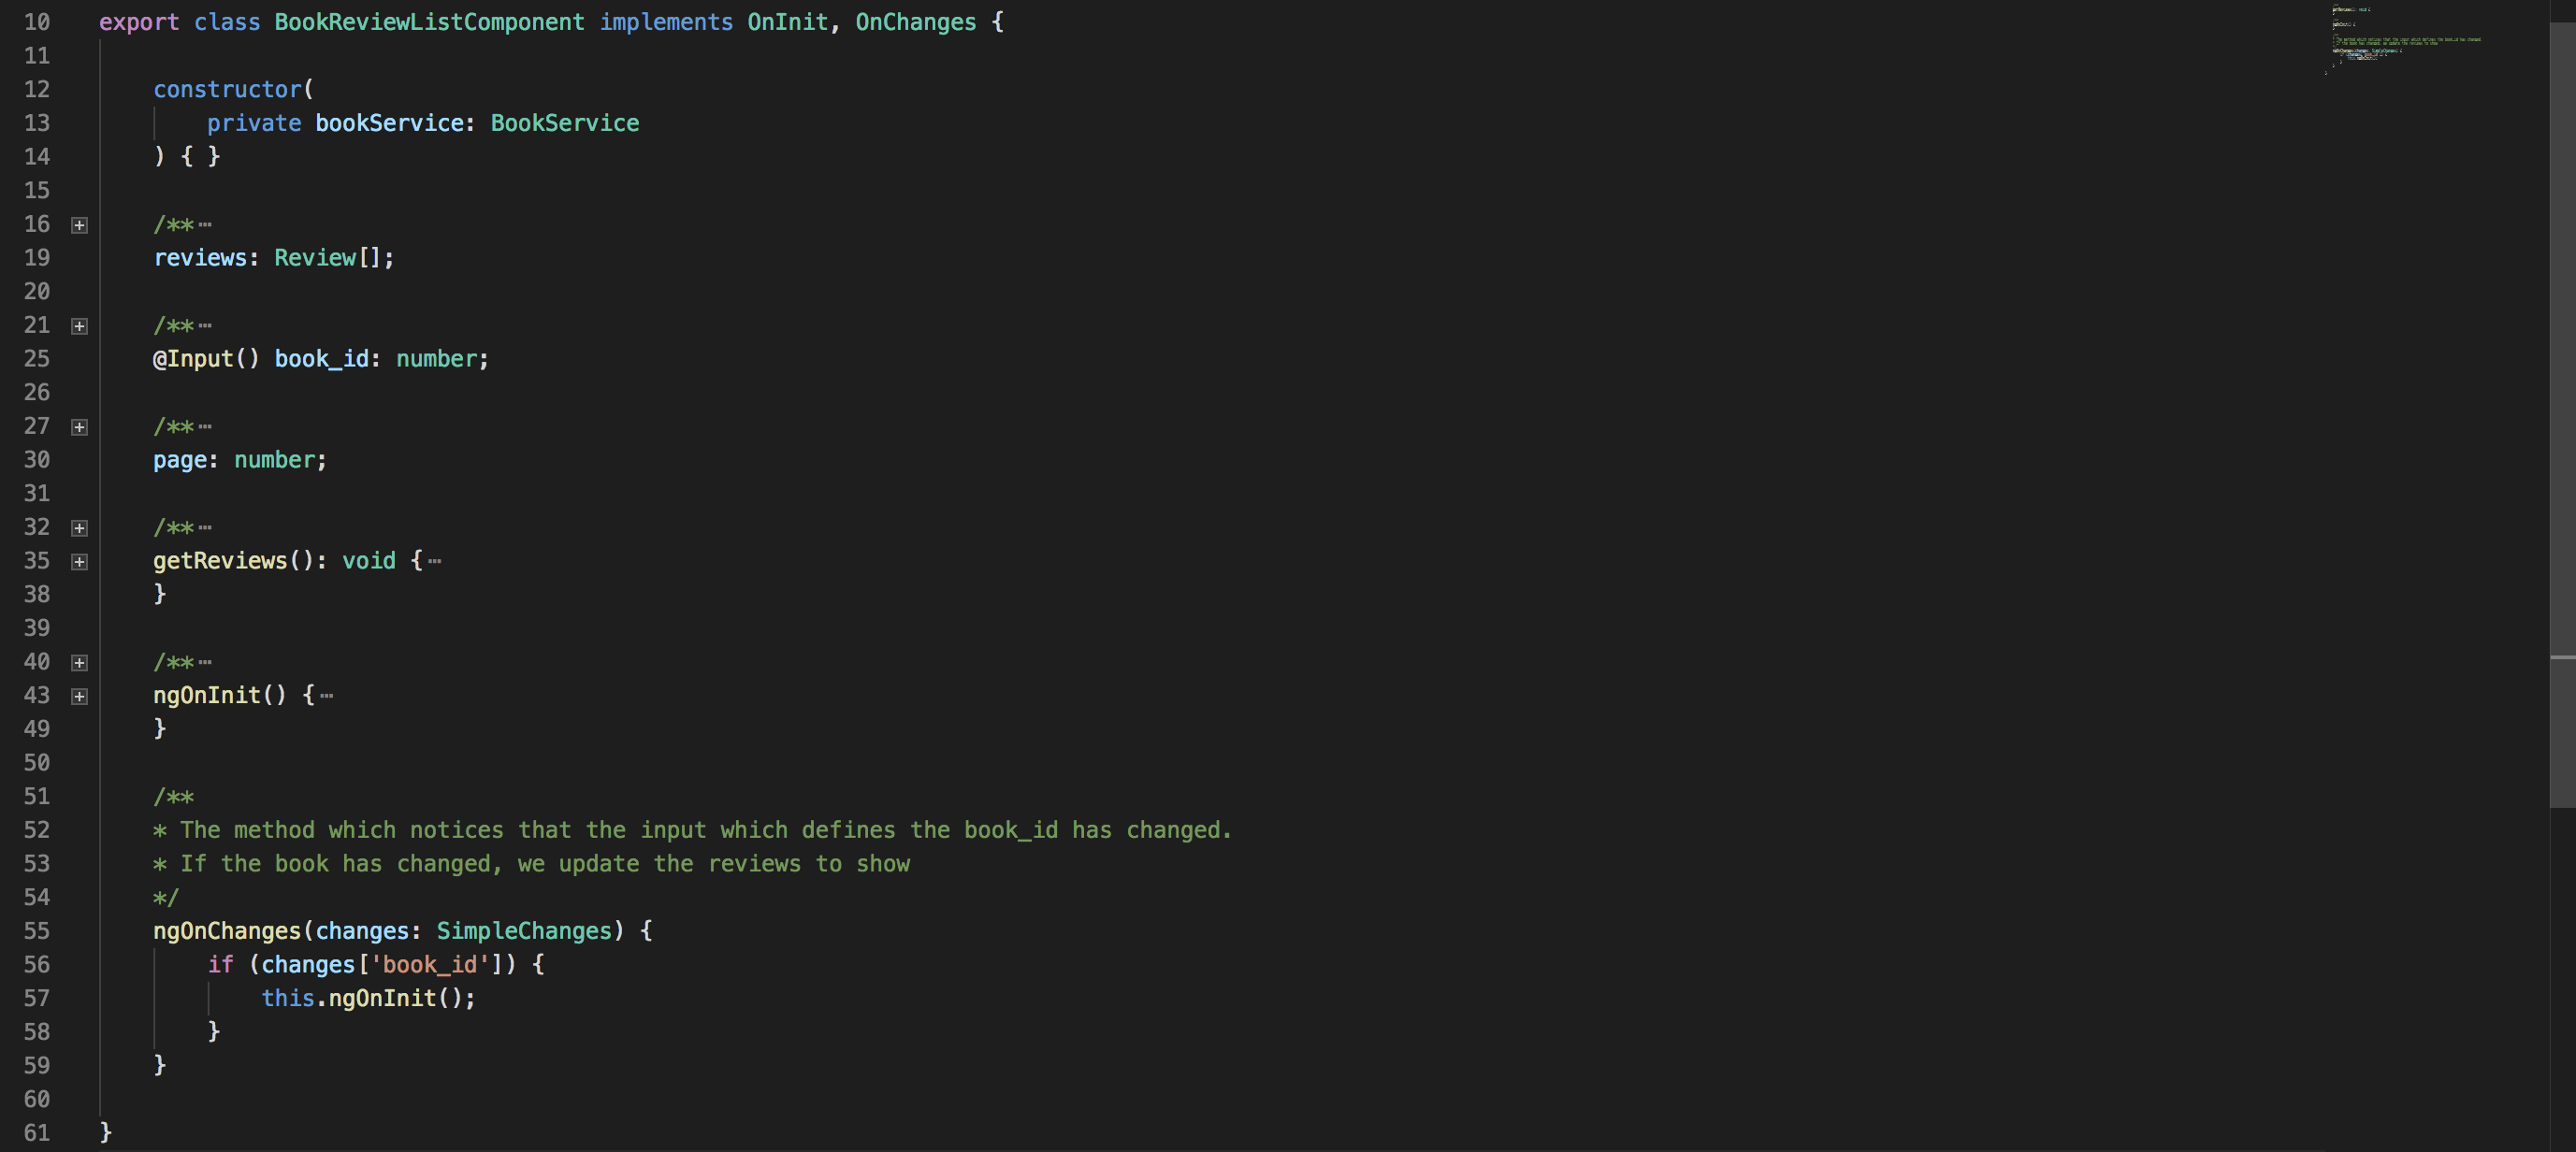 10 export class BookReviewListComponent implements OnInit, OnChanges {
11
12 constructor(
13 private bookService: BookService
14 ) { }
15
16 /** …
19 reviews: Review[];
20
21 /** …
25 @Input() book_id: number;
26
27 /** …
30 page: number;
31
32 /** …
35 getReviews(): void { …
38 }
39
40 /** …
43 ngOnInit() { …
49 }
50
51 /**
52 * The method which notices that the input which defines the book_id has changed.
53 * If the book has changed, we update the reviews to show
54 */
55 ngOnChanges(changes: SimpleChanges) {
56 if (changes['book_id']) {
57 this.ngOnInit();
58 }
59 }
60
61 }